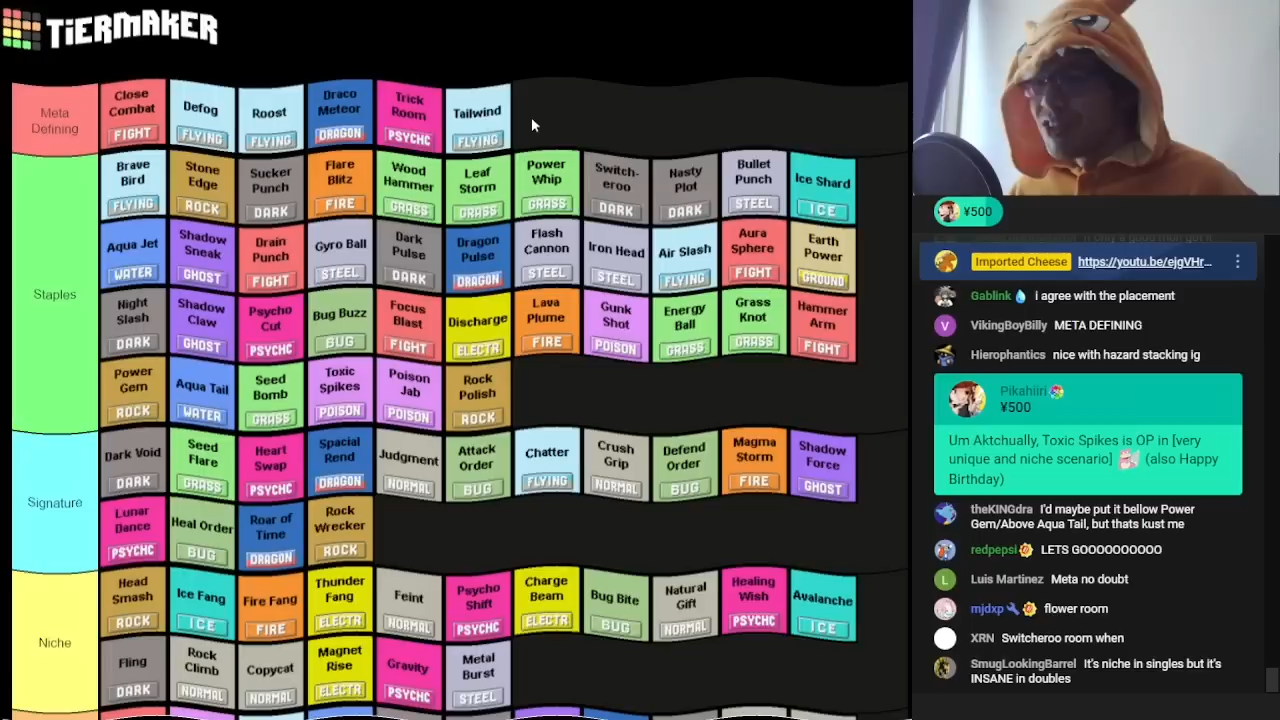 TiERMAKER
Meta
Defining
Close
Combat
FIGHT
Defog
FLYING
Roost
FLYING
Draco
Meteor
DRAGON
Trick
Room
PSYCHC
Tailwind
FLYING
Staples
Brave
Bird
FLYING
Stone
Edge
ROCK
Sucker
Punch
DARK
Flare
Blitz
FIRE
Wood
Hammer
GRASS
Leaf
Storm
GRASS
Power
Whip
GRASS
Switch-
eroo
DARK
Nasty
Plot
DARK
Bullet
Punch
STEEL
Ice Shard
ICE
Aqua Jet
WATER
Shadow
Sneak
GHOST
Drain
Punch
FIGHT
Gyro Ball
STEEL
Dark
Pulse
DARK
Dragon
Pulse
DRAGON
Flash
Cannon
STEEL
Iron Head
STEEL
Air Slash
FLYING
Aura
Sphere
FIGHT
Earth
Power
GROUND
Night
Slash
DARK
Shadow
Claw
GHOST
Psycho
Cut
PSYCHC
Bug Buzz
BUG
Focus
Blast
FIGHT
Discharge
ELECTR
Lava
Plume
FIRE
Gunk
Shot
POISON
Energy
Ball
GRASS
Grass
Knot
GRASS
Hammer
Arm
FIGHT
Power
Gem
ROCK
Aqua Tail
WATER
Seed
Bomb
GRASS
Toxic
Spikes
POISON
Poison
Jab
POISON
Rock
Polish
ROCK
Signature
Dark Void
DARK
Seed
Flare
GRASS
Heart
Swap
PSYCHC
Spacial
Rend
DRAGON
Judgment
NORMAL
Attack
Order
BUG
Chatter
FLYING
Crush
Grip
NORMAL
Defend
Order
BUG
Magma
Storm
FIRE
Shadow
Force
GHOST
Lunar
Dance
PSYCHC
Heal Order
BUG
Roar of
Time
DRAGON
Rock
Wrecker
ROCK
Niche
Head
Smash
ROCK
Ice Fang
ICE
Fire Fang
FIRE
Thunder
Fang
ELECTR
Feint
NORMAL
Psycho
Shift
PSYCHC
Charge
Beam
ELECTR
Bug Bite
BUG
Natural
Gift
NORMAL
Healing
Wish
PSYCHC
Avalanche
ICE
Fling
DARK
Rock
Climb
NORMAL
Copycat
NORMAL
Magnet
Rise
ELECTR
Gravity
PSYCHC
Metal
Burst
STEEL
¥500
Imported Cheese https://youtu.be/ejgVHr...
Gablink i agree with the placement
VikingBoyBilly META DEFINING
Hierophantics nice with hazard stacking ig
Pikahiiri
¥500
Um Aktchually, Toxic Spikes is OP in [very
unique and niche scenario] (also Happy
Birthday)
theKINGdra I'd maybe put it bellow Power
Gem/Above Aqua Tail, but thats kust me
redpepsi LETS GOOOOOOOOO
Luis Martinez Meta no doubt
mjdxp flower room
XRN Switcheroo room when
SmugLookingBarrel It's niche in singles but it's
INSANE in doubles